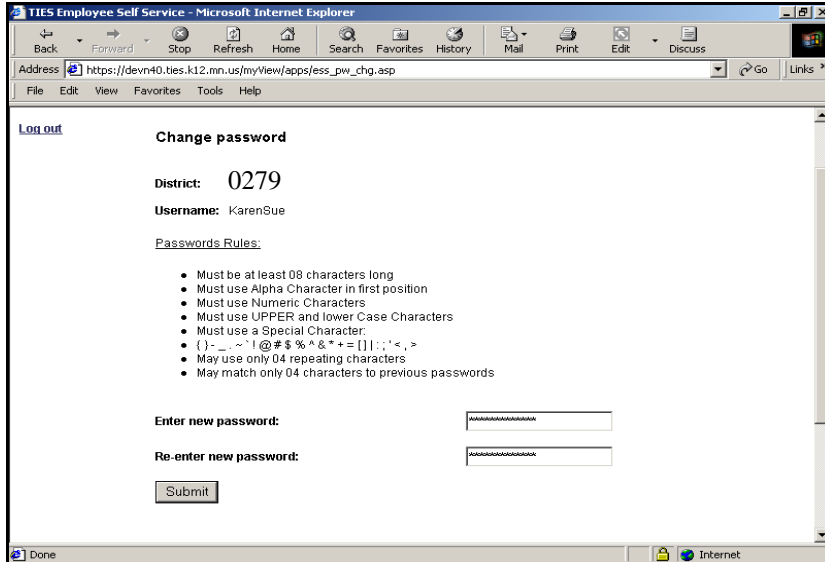 TIES Employee Self Service - Microsoft Internet Explorer
Back Forward Stop Refresh Home Search Favorites History Mail Print Edit Discuss
Address https://devn40.ties.k12.mn.us/myView/apps/ess_pw_chg.asp Go Links »
File Edit View Favorites Tools Help
Log out
Change password
District: 0279
Username: KarenSue
Passwords Rules:
• Must be at least 08 characters long
• Must use Alpha Character in first position
• Must use Numeric Characters
• Must use UPPER and lower Case Characters
• Must use a Special Character:
• { } - _ . ~ ` ! @ # $ % ^ & * + = [ ] | : ; ' < , >
• May use only 04 repeating characters
• May match only 04 characters to previous passwords
Enter new password: **************
Re-enter new password: **************
Submit
Done Internet